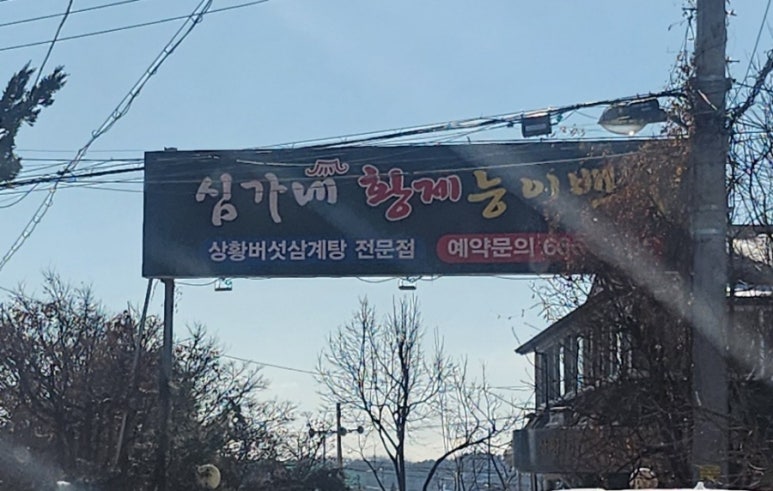 심가네 황제능이백
상황버섯삼계탕 전문점 예약문의